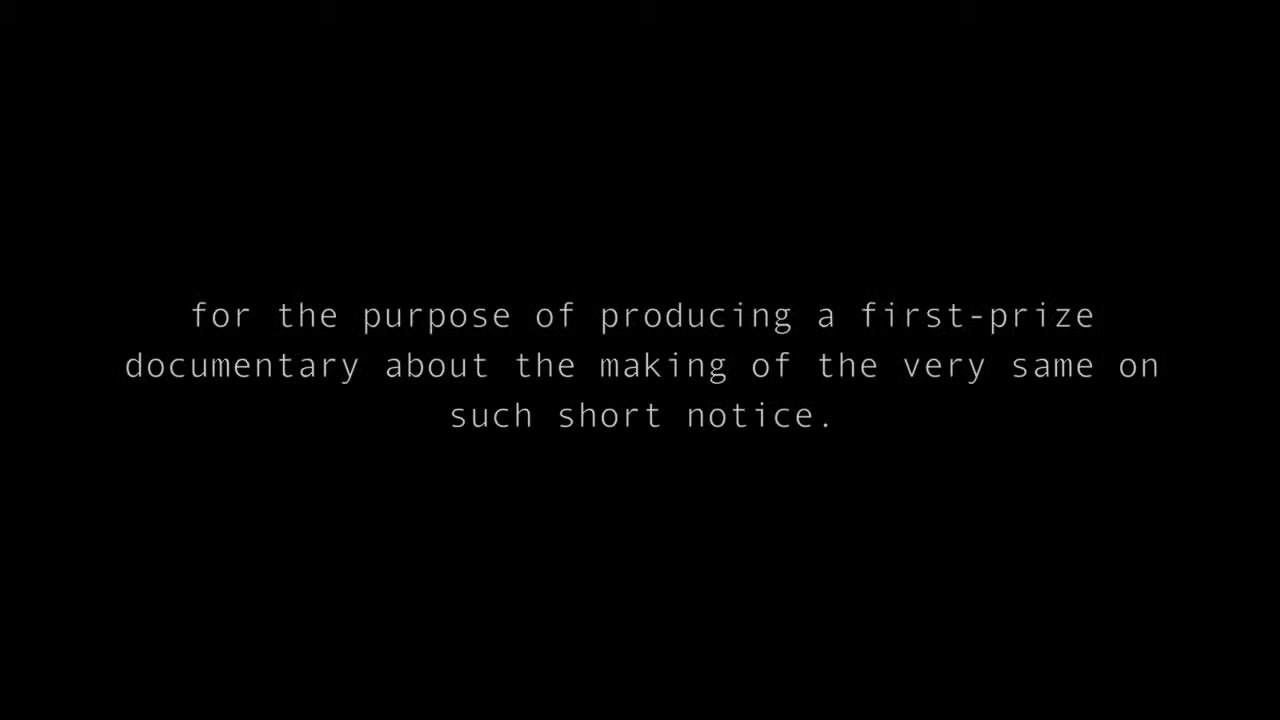 for the purpose of producing a first-prize
documentary about the making of the very same on
such short notice.